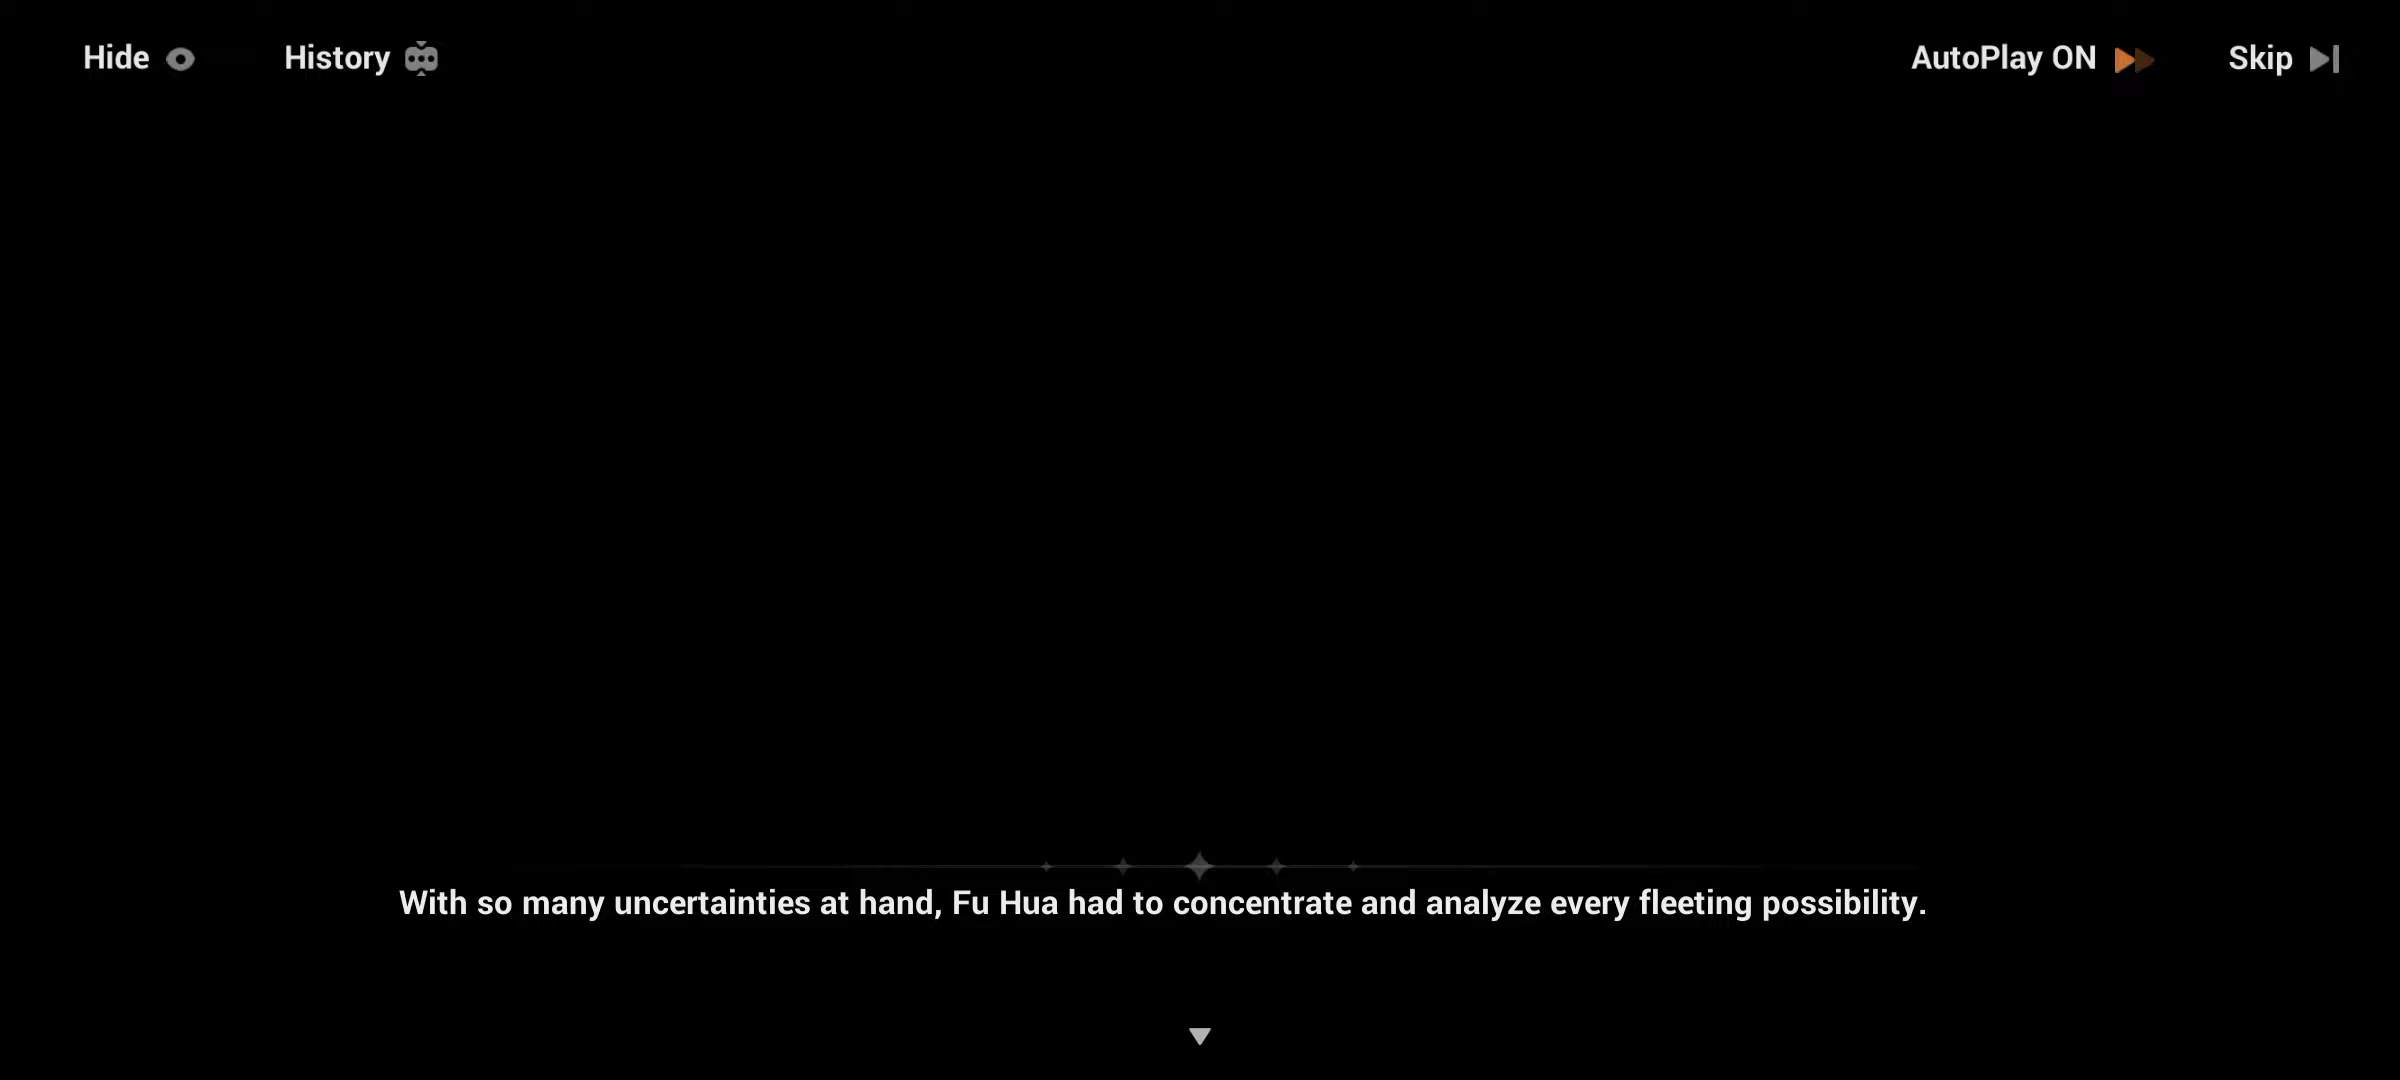 Hide
History
AutoPlay ON
Skip
With so many uncertainties at hand, Fu Hua had to concentrate and analyze every fleeting possibility.